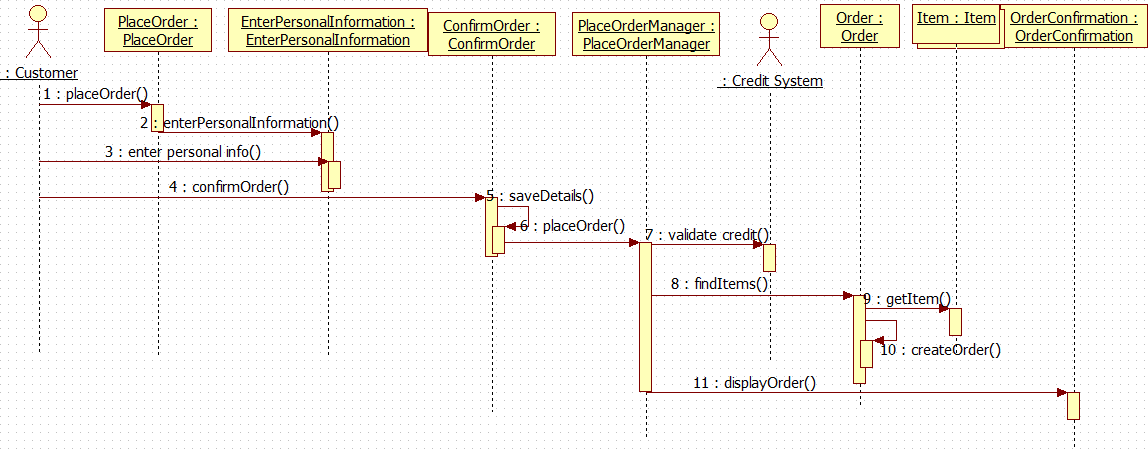 PlaceOrder :
PlaceOrder
EnterPersonalInformation :
EnterPersonalInformation
ConfirmOrder :
ConfirmOrder
PlaceOrderManager :
PlaceOrderManager
Order :
Order
Item : Item
OrderConfirmation :
OrderConfirmation
: Customer
: Credit System
1 : placeOrder()
2 : enterPersonalInformation()
3 : enter personal info()
4 : confirmOrder()
5 : saveDetails()
6 : placeOrder()
7 : validate credit()
8 : findItems()
9 : getItem()
10 : createOrder()
11 : displayOrder()